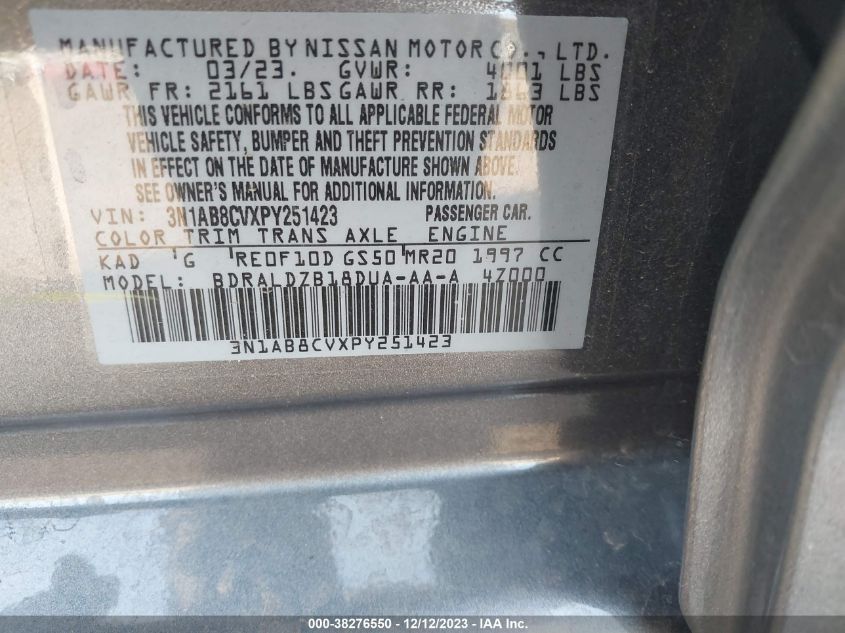 MANUFACTURED BY NISSAN MOTOR CO., LTD.
DATE: 03/23. GVWR: 4001 LBS
GAWR FR: 2161 LBS GAWR RR: 1863 LBS
THIS VEHICLE CONFORMS TO ALL APPLICABLE FEDERAL MOTOR
VEHICLE SAFETY, BUMPER AND THEFT PREVENTION STANDARDS
IN EFFECT ON THE DATE OF MANUFACTURE SHOWN ABOVE.
SEE OWNER'S MANUAL FOR ADDITIONAL INFORMATION.
VIN: 3N1AB8CVXPY251423 PASSENGER CAR.
COLOR TRIM TRANS AXLE ENGINE
KAD G RE0F10D GS50 MR20 1997 CC
MODEL: BDRALDZB18DUA-AA-A 4Z000
3N1AB8CVXPY251423
000-38276550 - 12/12/2023 - IAA Inc.